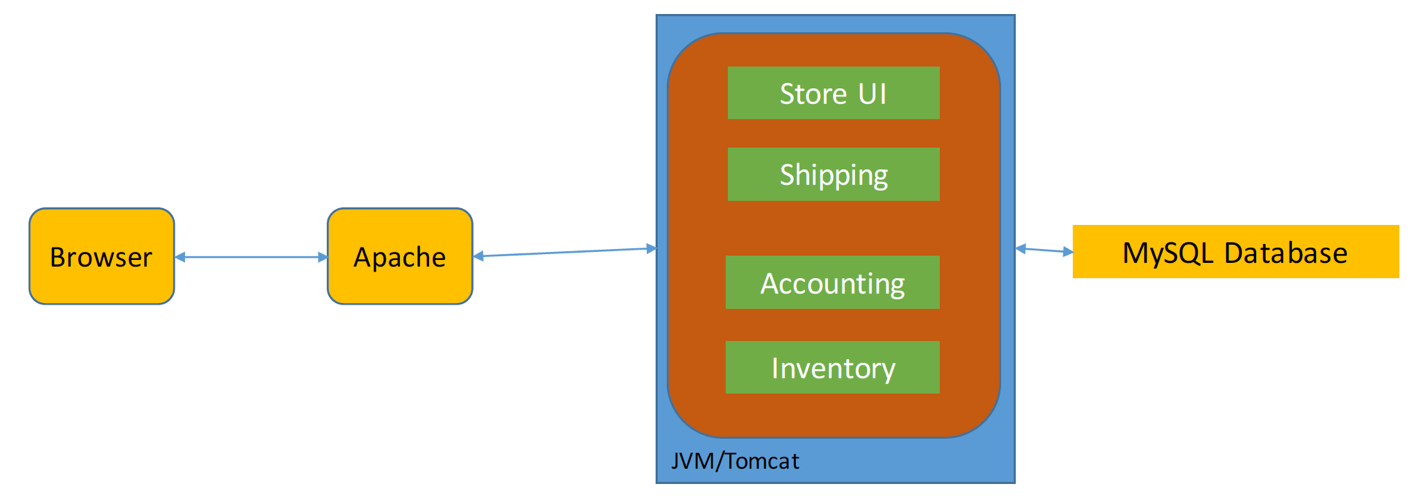 Store UI
Shipping
Browser
Apache
MySQL Database
Accounting
Inventory
JVM/Tomcat